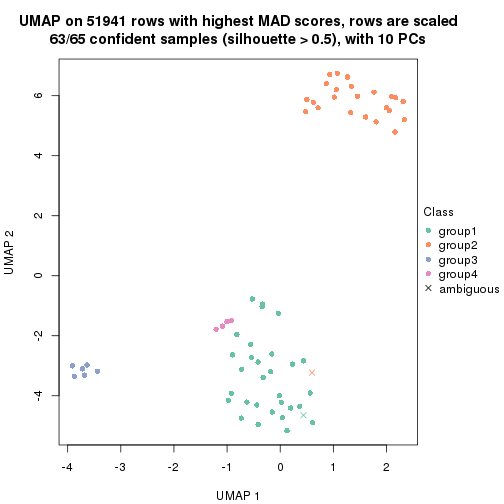 UMAP on 51941 rows with highest MAD scores, rows are scaled
63/65 confident samples (silhouette > 0.5), with 10 PCs
6
4
2
0
-2
-4
UMAP 2
-4
-3
-2
-1
0
1
2
UMAP 1
Class
group1
group2
group3
group4
ambiguous